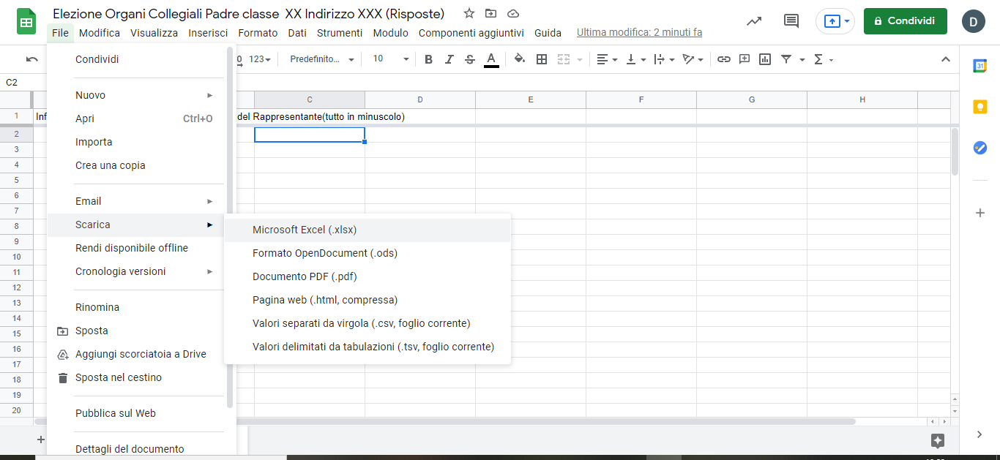 Elezione Organi Collegiali Padre classe XX Indirizzo XXX (Risposte)
File Modifica Visualizza Inserisci Formato Dati Strumenti Modulo Componenti aggiuntivi Guida Ultima modifica: 2 minuti fa
Condividi
D
123 Predefinito... 10 B I S A
31
C2
C D E F G H
1 Inf del Rappresentante(tutto in minuscolo)
2
3
4
5
6
7
8
9
10
11
12
13
14
15
16
17
18
19
20
Condividi
Nuovo
Apri Ctrl+O
Importa
Crea una copia
Email
Scarica
Rendi disponibile offline
Cronologia versioni
Rinomina
Sposta
Aggiungi scorciatoia a Drive
Sposta nel cestino
Pubblica sul Web
Dettagli del documento
Microsoft Excel (.xlsx)
Formato OpenDocument (.ods)
Documento PDF (.pdf)
Pagina web (.html, compressa)
Valori separati da virgola (.csv, foglio corrente)
Valori delimitati da tabulazioni (.tsv, foglio corrente)